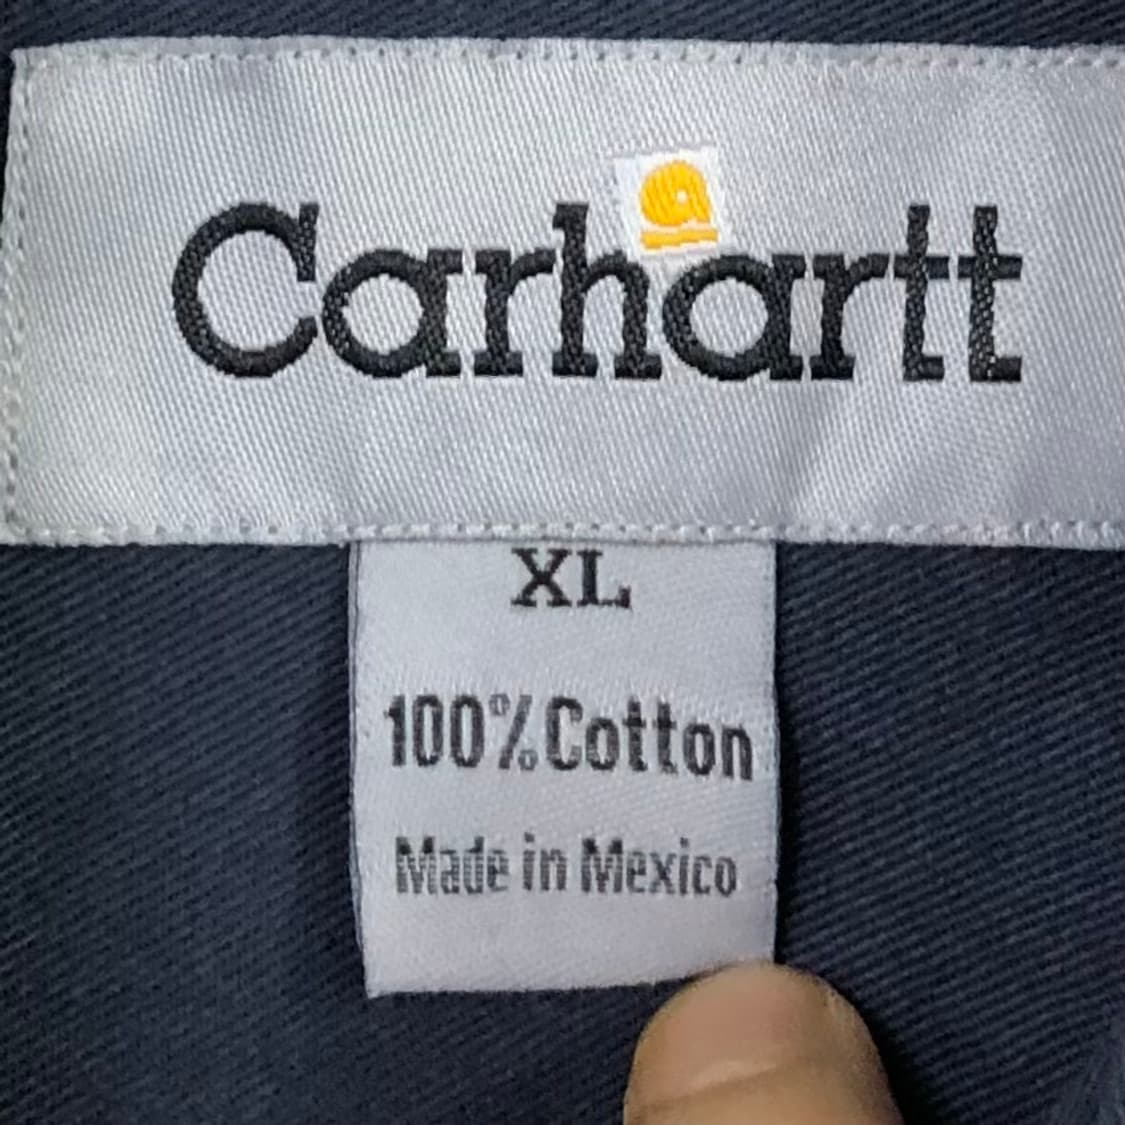 Carhartt
XL
100% Cotton
Made in Mexico